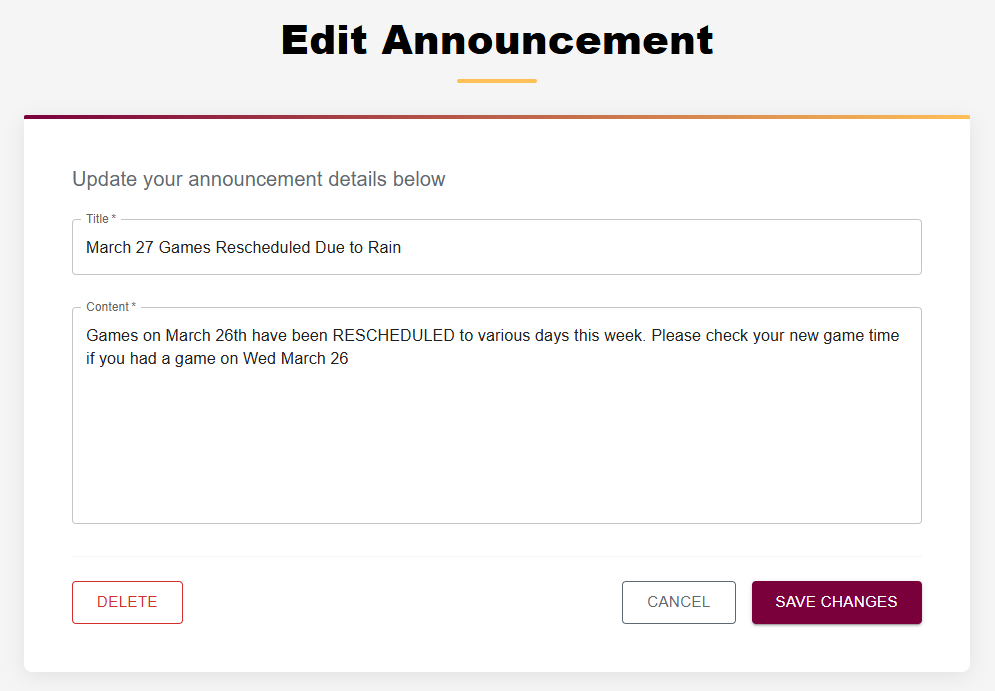 Edit Announcement
Update your announcement details below
Title *
March 27 Games Rescheduled Due to Rain
Content *
Games on March 26th have been RESCHEDULED to various days this week. Please check your new game time
if you had a game on Wed March 26
DELETE
CANCEL
SAVE CHANGES